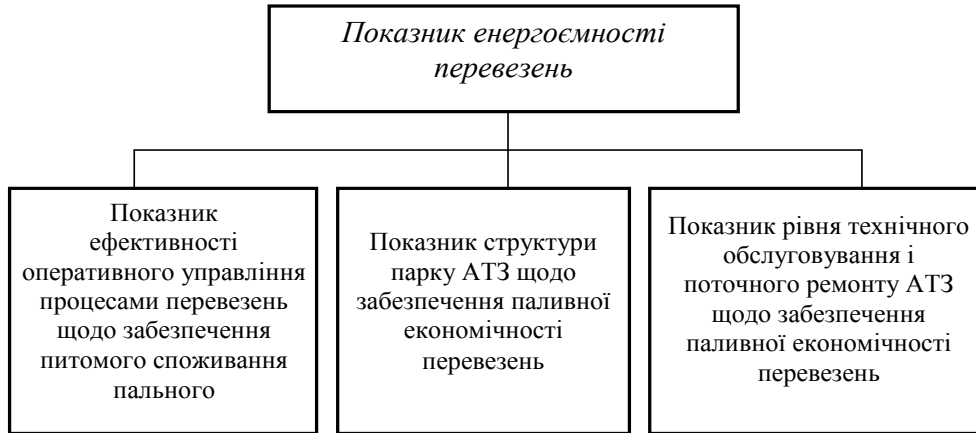 Показник енергоємності
перевезень
Показник
ефективності
оперативного управління
процесами перевезень
щодо забезпечення
питомого споживання
пального
Показник структури
парку АТЗ щодо
забезпечення паливної
економічності
перевезень
Показник рівня технічного
обслуговування і
поточного ремонту АТЗ
щодо забезпечення
паливної економічності
перевезень